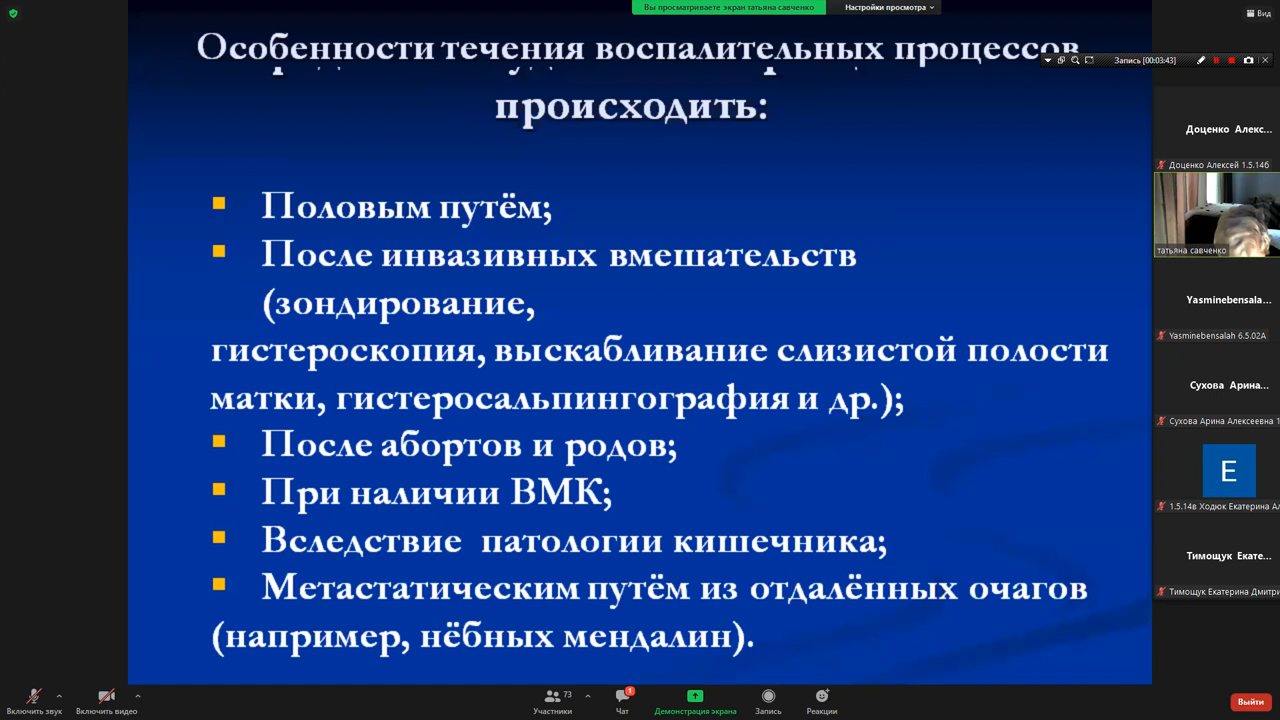 Вы просматриваете экран татьяна савченко
Настройки просмотра
Вид
Особенности течения воспалительных процессов
происходить:
Запись [00:03:43]
Половым путём;
После инвазивных вмешательств
(зондирование,
гистероскопия, выскабливание слизистой полости
матки, гистеросальпингография и др.);
После абортов и родов;
При наличии ВМК;
Вследствие патологии кишечника;
Метастатическим путём из отдалённых очагов
(например, нёбных мендалин).
Доценко Алекс...
Доценко Алексей 1.5.14б
татьяна савченко
Yasminebensala...
Yasminebensalah 6.5.02А
Сухова Арина...
Сухова Арина Алексеевна 1
Е
1.5.14в Ходюк Екатерина Ал
Тимощук Екате...
Тимощук Екатерина Дмитри
Включить звук
Включить видео
73
Участники
1
Чат
Демонстрация экрана
Запись
Реакции
Выйти